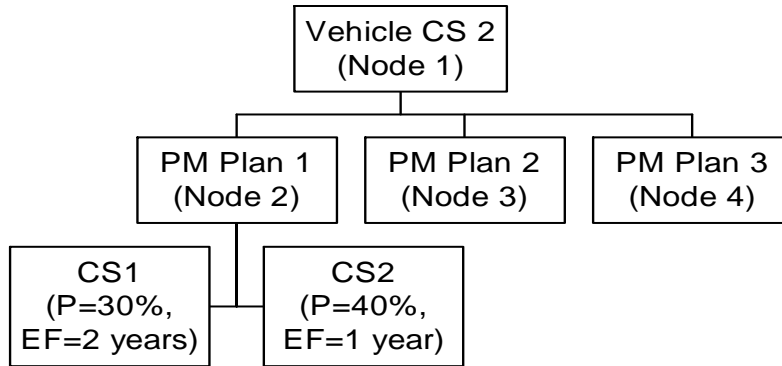 Vehicle CS 2
(Node 1)
PM Plan 1
(Node 2)
PM Plan 2
(Node 3)
PM Plan 3
(Node 4)
CS1
(P=30%,
EF=2 years)
CS2
(P=40%,
EF=1 year)